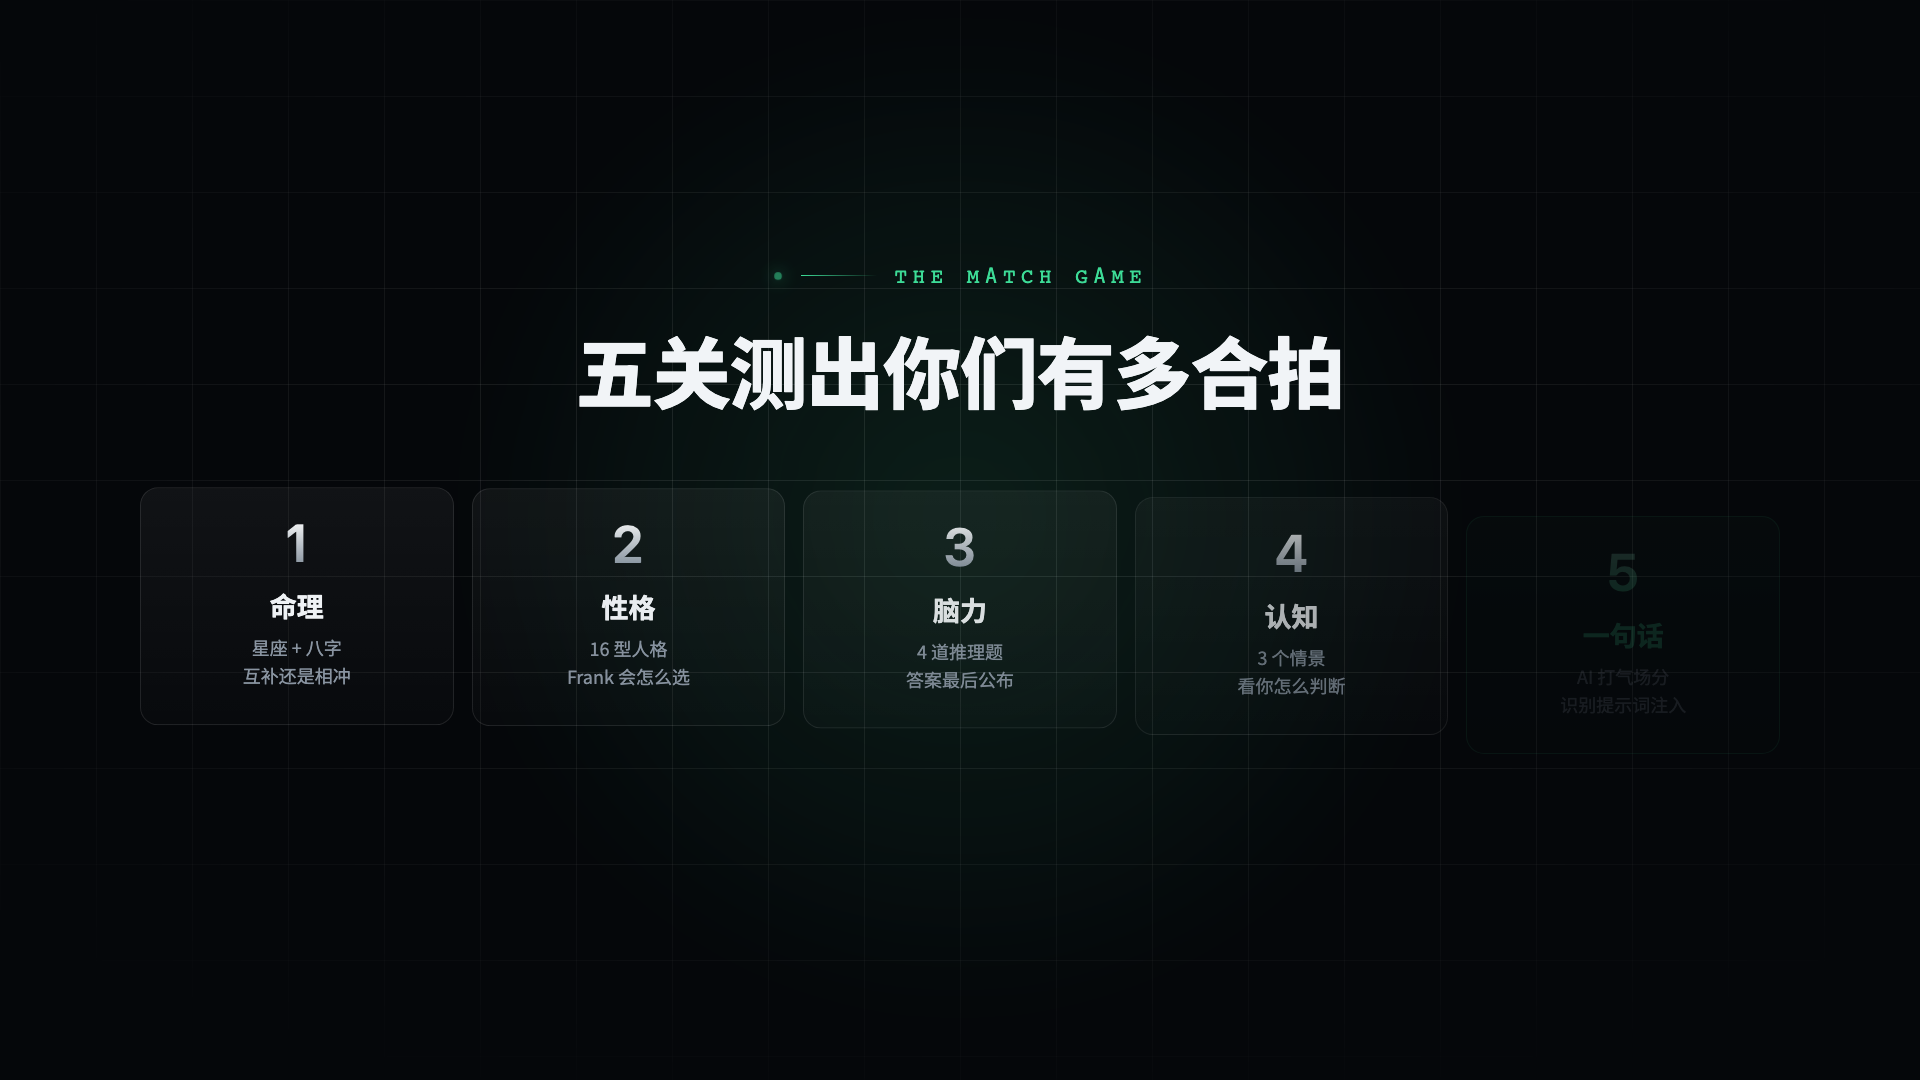 THE MATCH GAME
五关测出你们有多合拍
1
命理
星座 + 八字
互补还是相冲
2
性格
16 型人格
Frank 会怎么选
3
脑力
4 道推理题
答案最后公布
4
认知
3 个情景
看你怎么判断
5
一句话
AI 打气场分
识别提示词注入